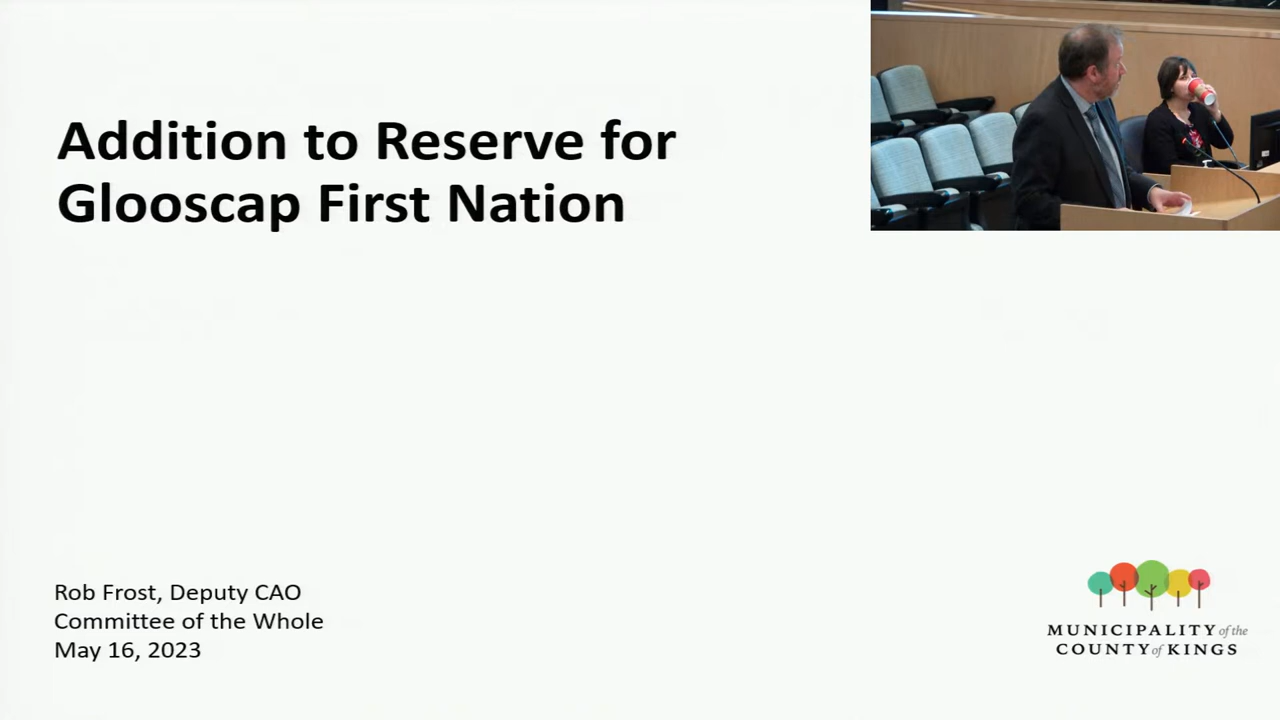 Addition to Reserve for
Glooscap First Nation
Rob Frost, Deputy CAO
Committee of the Whole
May 16, 2023
MUNICIPALITY of the
COUNTY of KINGS